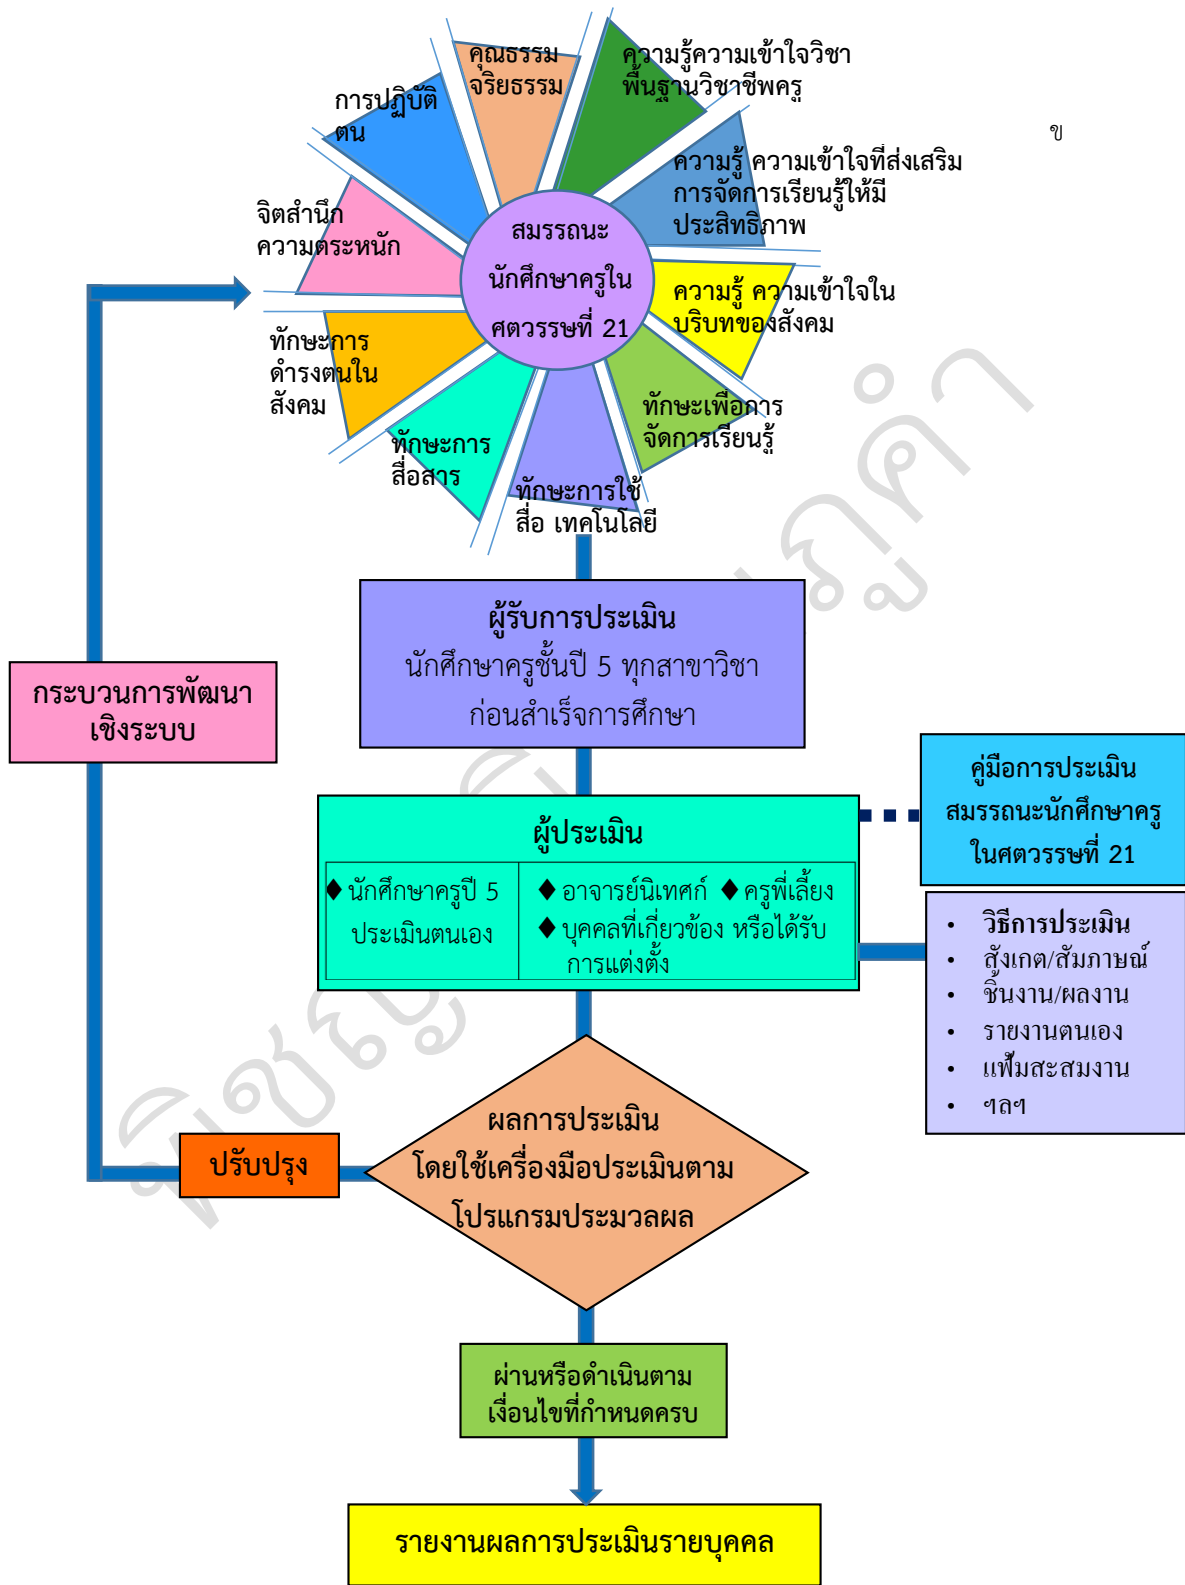 ข
คุณธรรม
จริยธรรม
ความรู้ความเข้าใจวิชา
พื้นฐานวิชาชีพครู
การปฏิบัติ
ตน
ความรู้ ความเข้าใจที่ส่งเสริม
การจัดการเรียนรู้ให้มี
ประสิทธิภาพ
จิตสำนึก
ความตระหนัก
สมรรถนะ
นักศึกษาครูใน
ศตวรรษที่ 21
ความรู้ ความเข้าใจใน
บริบทของสังคม
ทักษะการ
ดำรงตนใน
สังคม
ทักษะเพื่อการ
จัดการเรียนรู้
ทักษะการ
สื่อสาร
ทักษะการใช้
สื่อ เทคโนโลยี
ผู้รับการประเมิน
นักศึกษาครูชั้นปี 5 ทุกสาขาวิชา
ก่อนสำเร็จการศึกษา
กระบวนการพัฒนา
เชิงระบบ
คู่มือการประเมิน
สมรรถนะนักศึกษาครู
ในศตวรรษที่ 21
ผู้ประเมิน
♦ นักศึกษาครูปี 5
ประเมินตนเอง
♦ อาจารย์นิเทศก์ ♦ ครูพี่เลี้ยง
♦ บุคคลที่เกี่ยวข้อง หรือได้รับ
การแต่งตั้ง
• วิธีการประเมิน
• สังเกต/สัมภาษณ์
• ชิ้นงาน/ผลงาน
• รายงานตนเอง
• แฟ้มสะสมงาน
• ฯลฯ
ผลการประเมิน
โดยใช้เครื่องมือประเมินตาม
โปรแกรมประมวลผล
ปรับปรุง
ผ่านหรือดำเนินตาม
เงื่อนไขที่กำหนดครบ
รายงานผลการประเมินรายบุคคล